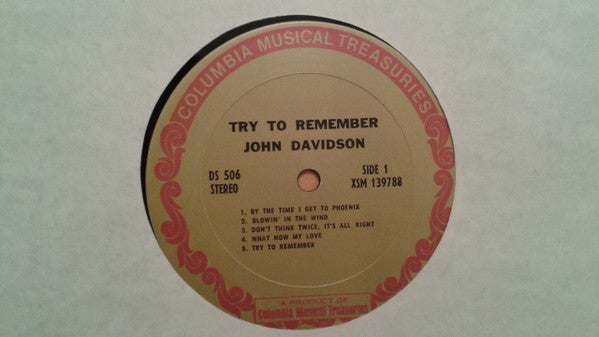 COLUMBIA MUSICAL TREASURIES
TRY TO REMEMBER
JOHN DAVIDSON
DS 506
STEREO
SIDE 1
XSM 139788
1. BY THE TIME I GET TO PHOENIX
2. BLOWIN' IN THE WIND
3. DON'T THINK TWICE, IT'S ALL RIGHT
4. WHAT NOW MY LOVE
5. TRY TO REMEMBER
A PRODUCT OF
Columbia Musical Treasuries